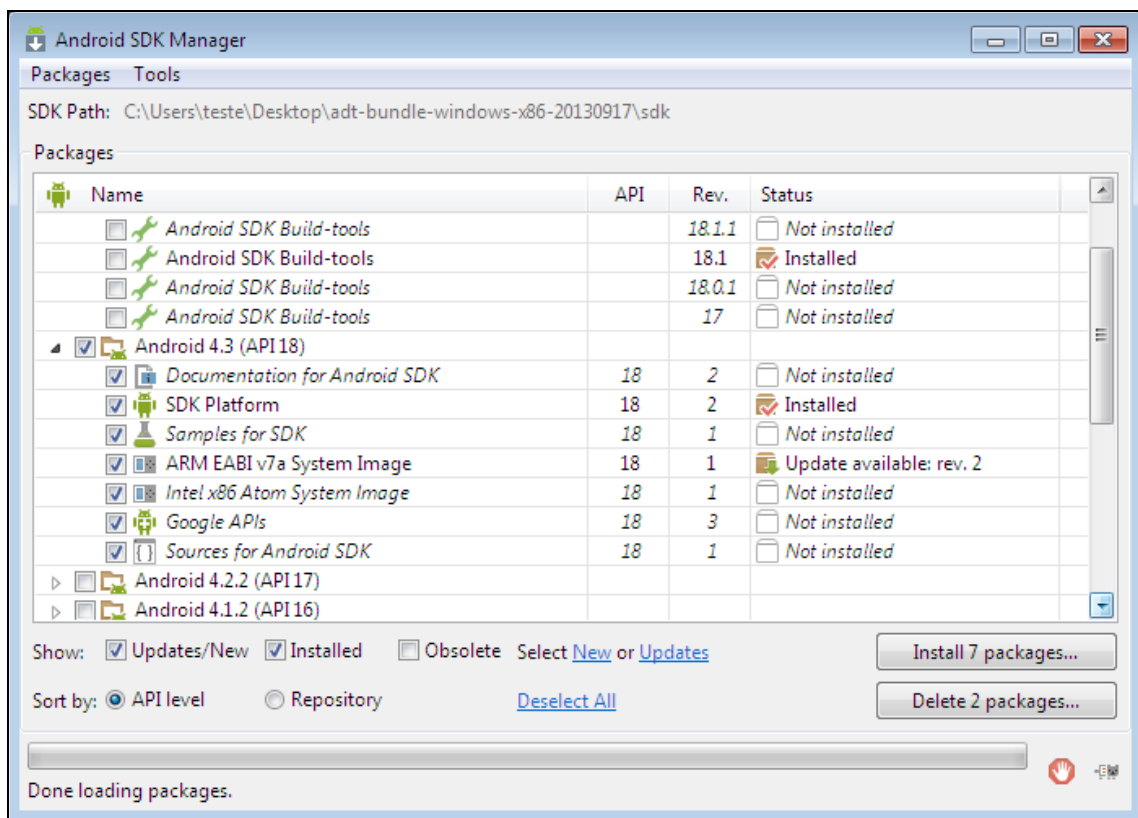 Android SDK Manager
Packages Tools
SDK Path: C:\Users\teste\Desktop\adt-bundle-windows-x86-20130917\sdk
Packages
Name API Rev. Status
Android SDK Build-tools 18.1.1 Not installed
Android SDK Build-tools 18.1 Installed
Android SDK Build-tools 18.0.1 Not installed
Android SDK Build-tools 17 Not installed
Android 4.3 (API 18)
Documentation for Android SDK 18 2 Not installed
SDK Platform 18 2 Installed
Samples for SDK 18 1 Not installed
ARM EABI v7a System Image 18 1 Update available: rev. 2
Intel x86 Atom System Image 18 1 Not installed
Google APIs 18 3 Not installed
Sources for Android SDK 18 1 Not installed
Android 4.2.2 (API 17)
Android 4.1.2 (API 16)
Show: Updates/New Installed Obsolete Select New or Updates Install 7 packages...
Sort by: API level Repository Deselect All Delete 2 packages...
Done loading packages.